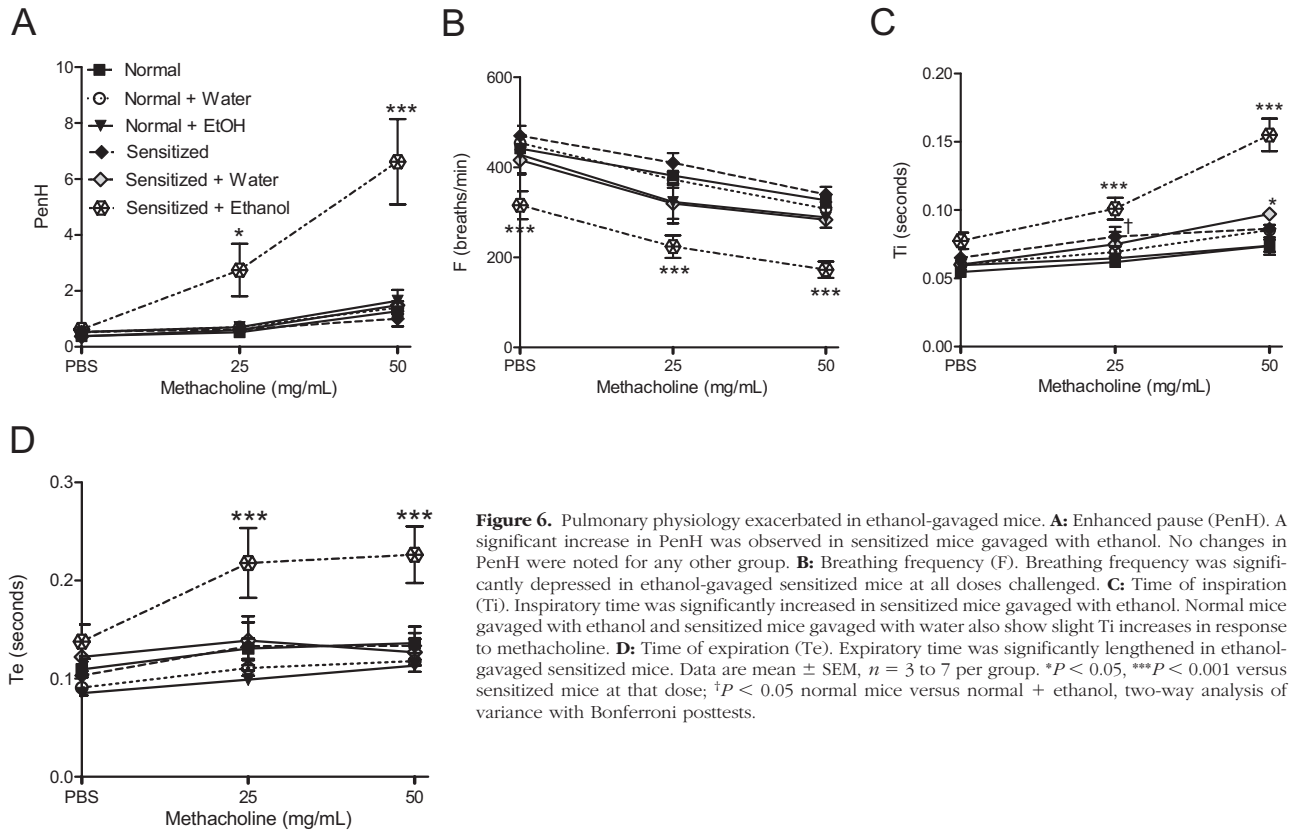 A
PenH
10
8
6
4
2
0
Normal
Normal + Water
Normal + EtOH
Sensitized
Sensitized + Water
Sensitized + Ethanol
*
***
PBS
25
50
Methacholine (mg/mL)
B
F (breaths/min)
600
400
200
0
***
***
***
PBS
25
50
Methacholine (mg/mL)
C
Ti (seconds)
0.20
0.15
0.10
0.05
0.00
***
†
***
*
PBS
25
50
Methacholine (mg/mL)
D
Te (seconds)
0.3
0.2
0.1
0.0
***
***
PBS
25
50
Methacholine (mg/mL)
Figure 6. Pulmonary physiology exacerbated in ethanol-gavaged mice. A: Enhanced pause (PenH). A
significant increase in PenH was observed in sensitized mice gavaged with ethanol. No changes in
PenH were noted for any other group. B: Breathing frequency (F). Breathing frequency was signifi-
cantly depressed in ethanol-gavaged sensitized mice at all doses challenged. C: Time of inspiration
(Ti). Inspiratory time was significantly increased in sensitized mice gavaged with ethanol. Normal mice
gavaged with ethanol and sensitized mice gavaged with water also show slight Ti increases in response
to methacholine. D: Time of expiration (Te). Expiratory time was significantly lengthened in ethanol-
gavaged sensitized mice. Data are mean ± SEM, n = 3 to 7 per group. *P < 0.05, ***P < 0.001 versus
sensitized mice at that dose; †P < 0.05 normal mice versus normal + ethanol, two-way analysis of
variance with Bonferroni posttests.